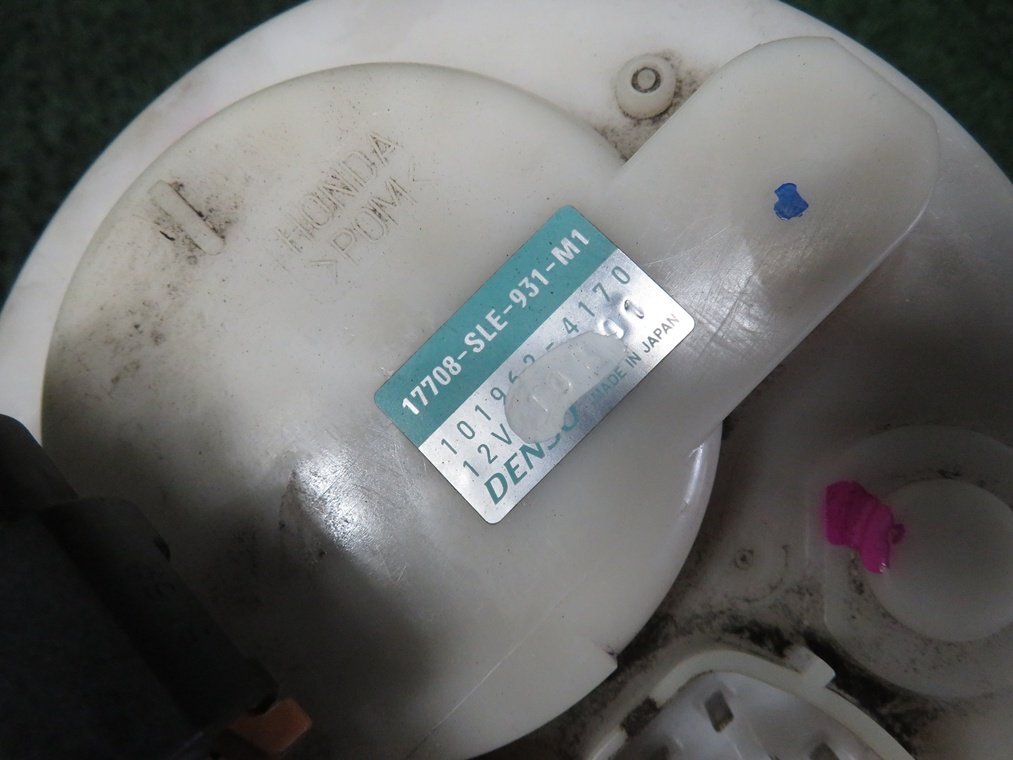 HONDA
>POM<
17708-SLE-931-M1
101962-4170
12V
DENSO MADE IN JAPAN